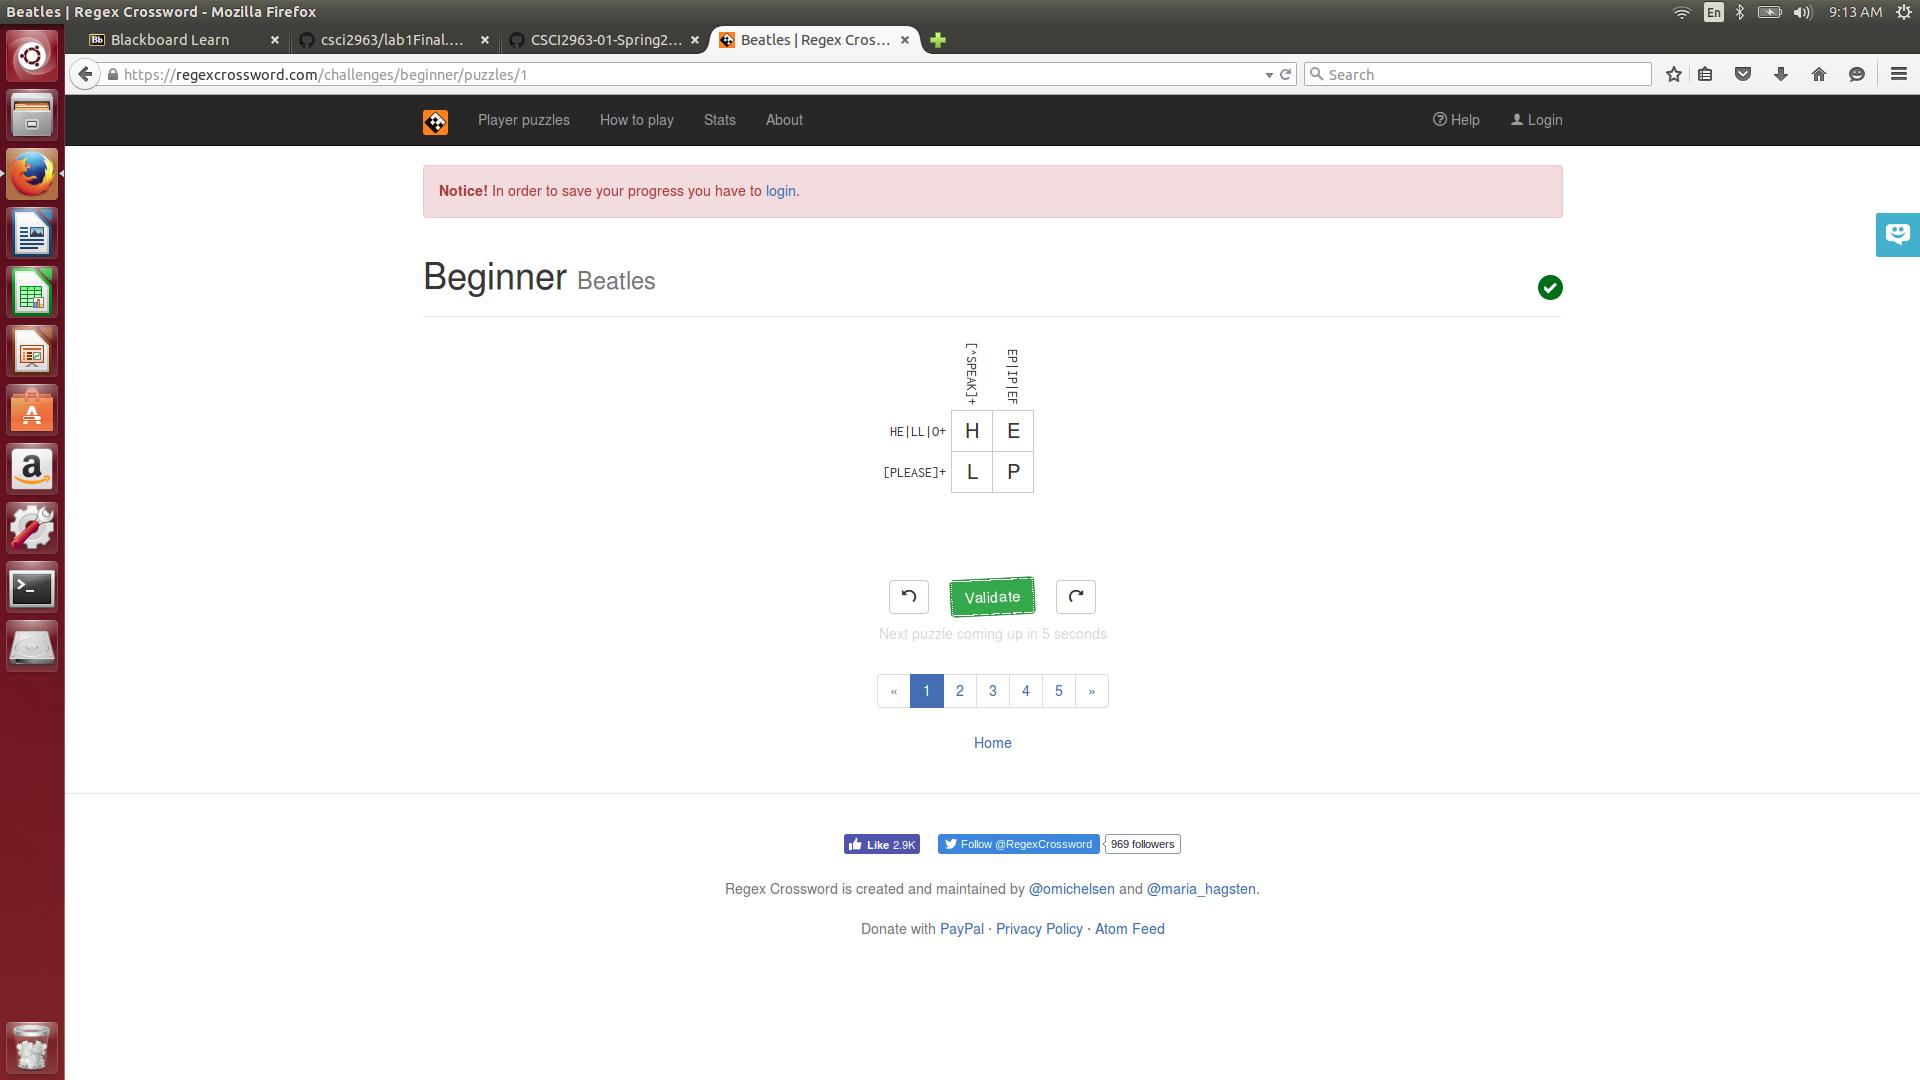 Beatles | Regex Crossword - Mozilla Firefox
En
9:13 AM
Bb Blackboard Learn
csci2963/lab1Final....
CSCI2963-01-Spring2...
Beatles | Regex Cros...
https://regexcrossword.com/challenges/beginner/puzzles/1
Search
Player puzzles
How to play
Stats
About
Help
Login
Notice! In order to save your progress you have to login.
Beginner Beatles
[^SPEAK]+
EP|IP|EF
HE|LL|O+
H E
[PLEASE]+
L P
Validate
Next puzzle coming up in 5 seconds
« 1 2 3 4 5 »
Home
Like 2.9K
Follow @RegexCrossword
969 followers
Regex Crossword is created and maintained by @omichelsen and @maria_hagsten.
Donate with PayPal · Privacy Policy · Atom Feed